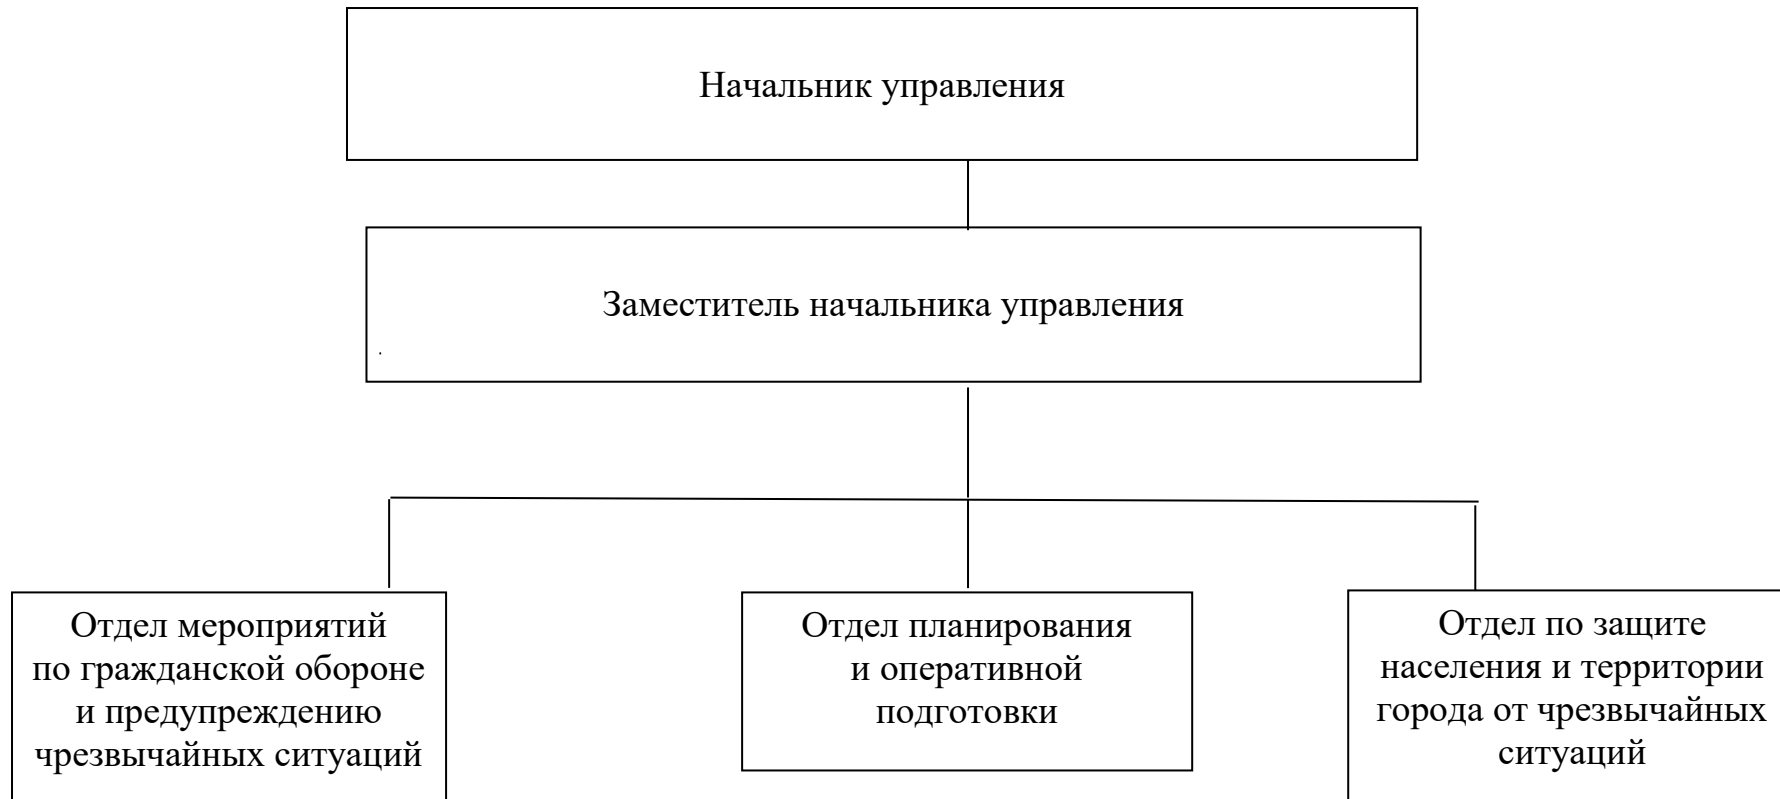 Начальник управления
Заместитель начальника управления
.
Отдел мероприятий
по гражданской обороне
и предупреждению
чрезвычайных ситуаций
Отдел планирования
и оперативной
подготовки
Отдел по защите
населения и территории
города от чрезвычайных
ситуаций